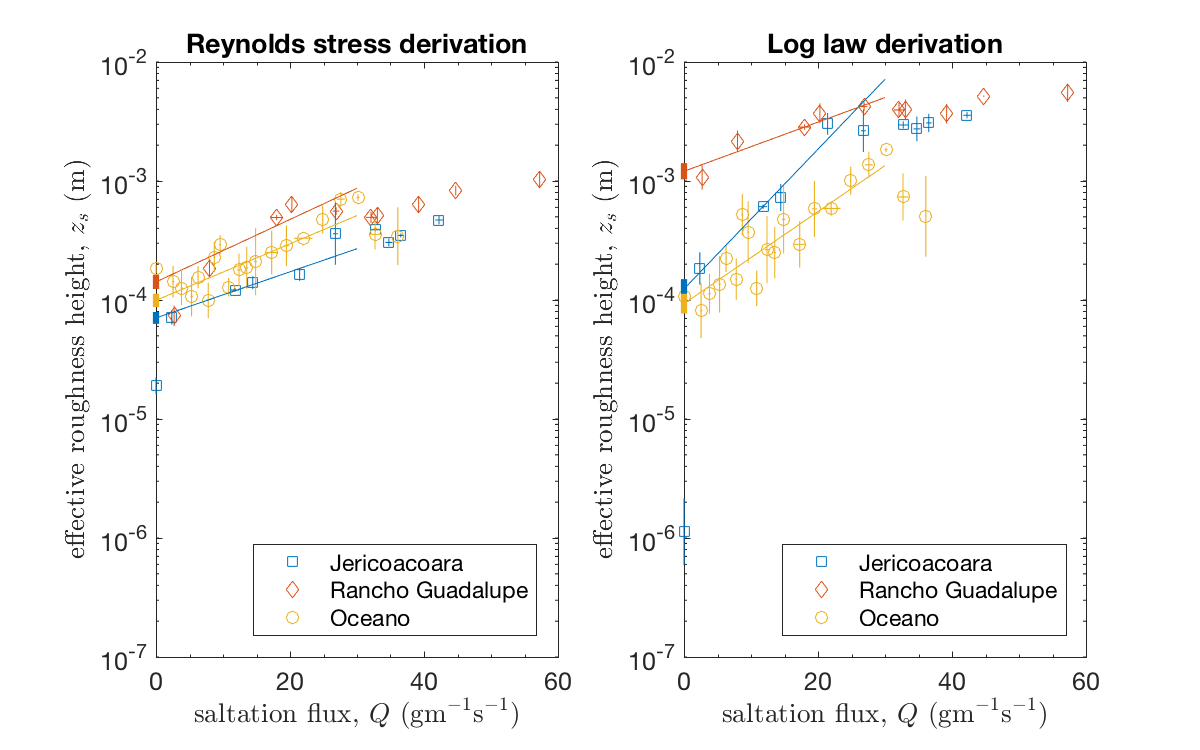 Reynolds stress derivation
10^-2
10^-3
10^-4
10^-5
10^-6
10^-7
effective roughness height, z_s (m)
Jericoacoara
Rancho Guadalupe
Oceano
0 20 40 60
saltation flux, Q (gm^−1s^−1)
Log law derivation
10^-2
10^-3
10^-4
10^-5
10^-6
10^-7
effective roughness height, z_s (m)
Jericoacoara
Rancho Guadalupe
Oceano
0 20 40 60
saltation flux, Q (gm^−1s^−1)